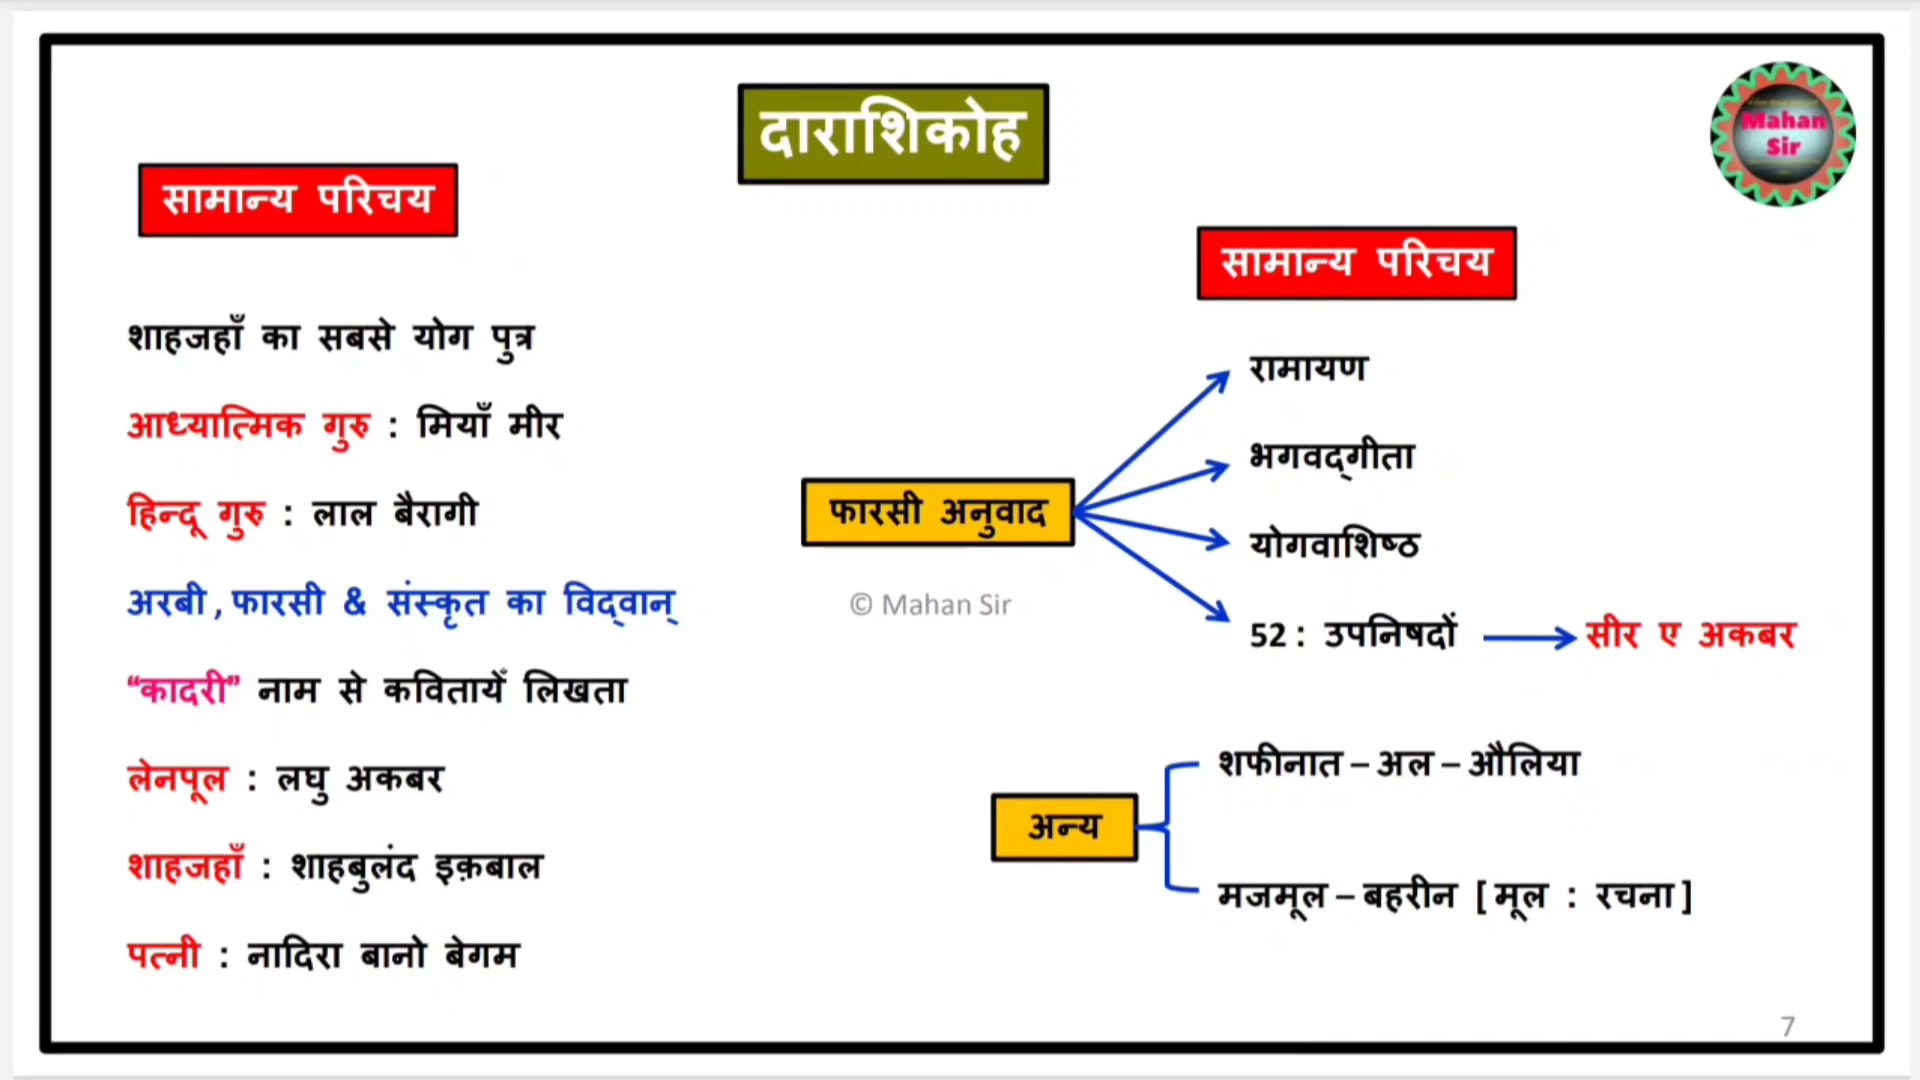 दाराशिकोह
Mahan
Sir
सामान्य परिचय
शाहजहाँ का सबसे योग पुत्र
आध्यात्मिक गुरु : मियाँ मीर
हिन्दू गुरु : लाल बैरागी
अरबी , फारसी & संस्कृत का विद्वान्
“कादरी” नाम से कवितायेँ लिखता
लेनपूल : लघु अकबर
शाहजहाँ : शाहबुलंद इक़बाल
पत्नी : नादिरा बानो बेगम
सामान्य परिचय
फारसी अनुवाद
रामायण
भगवद्गीता
योगवाशिष्ठ
52 : उपनिषदों सीर ए अकबर
© Mahan Sir
अन्य
शफीनात – अल – औलिया
मजमूल – बहरीन [ मूल : रचना ]
7